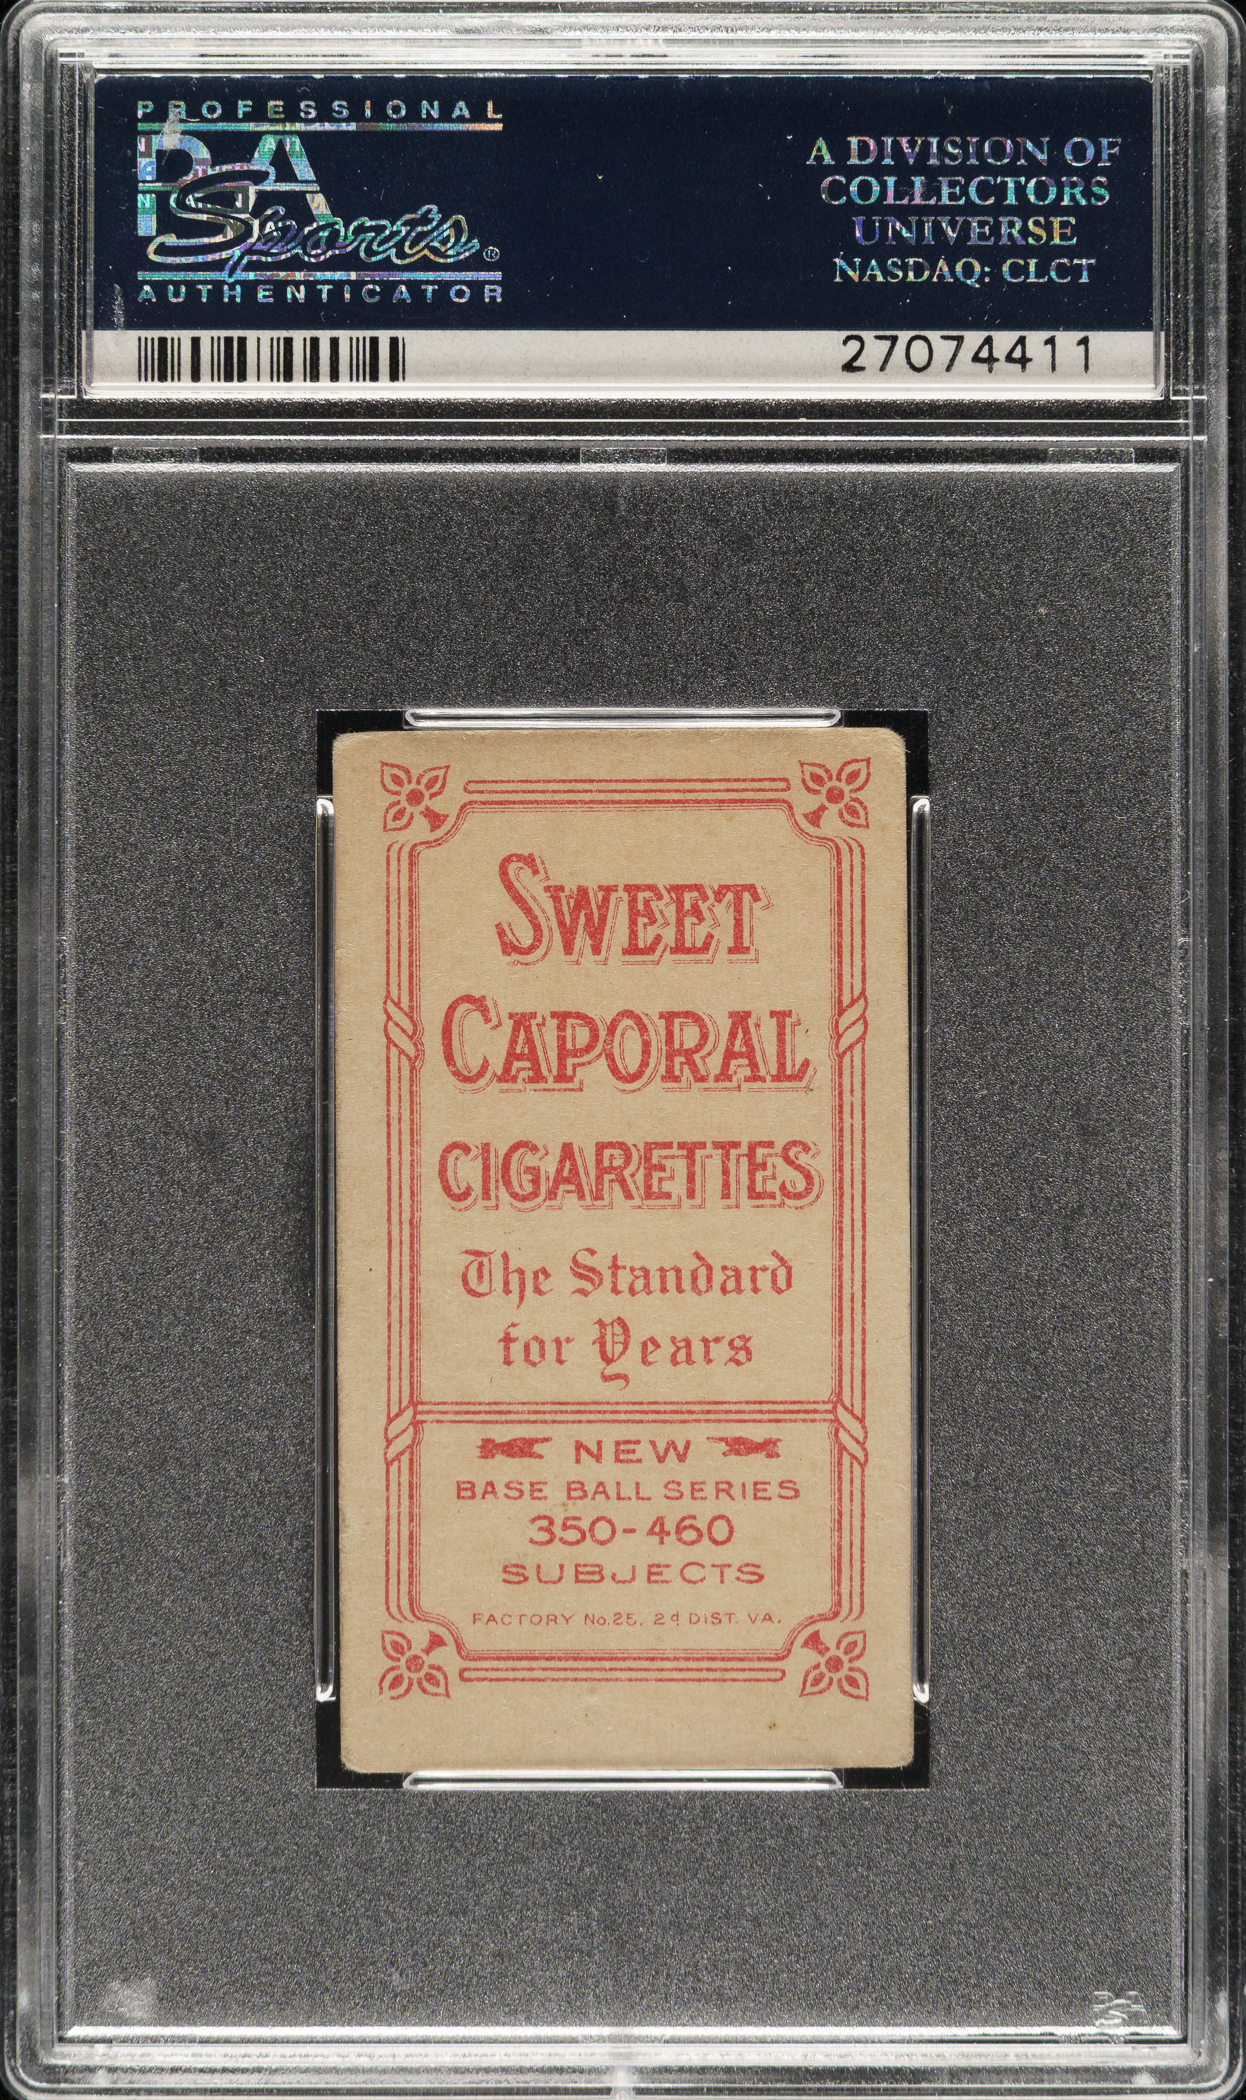 PROFESSIONAL
PSA
Sports®
AUTHENTICATOR
A DIVISION OF
COLLECTORS
UNIVERSE
NASDAQ: CLCT
27074411
SWEET
CAPORAL
CIGARETTES
The Standard
for Years
NEW
BASE BALL SERIES
350-460
SUBJECTS
FACTORY No. 25, 2d DIST. VA.